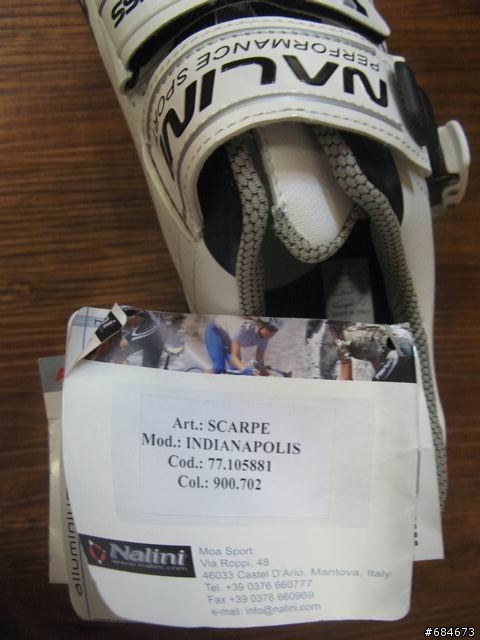 NALINI
PERFORMANCE SPORT
Art.: SCARPE
Mod.: INDIANAPOLIS
Cod.: 77.105881
Col.: 900.702
Nalini
www.nalini.com
Moa Sport
Via Roppi, 48
46033 Castel D'Ario, Mantova, Italy
Tel. +39 0376 660777
Fax +39 0376 660969
e-mail: info@nalini.com
#684673